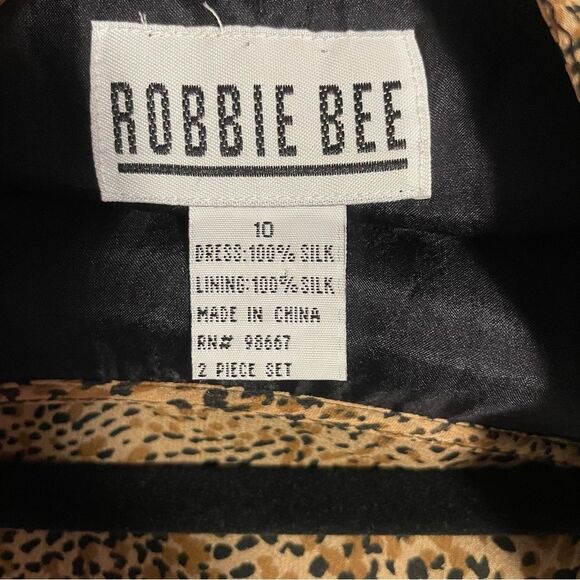 ROBBIE BEE
10
DRESS:100% SILK
LINING:100% SILK
MADE IN CHINA
RN# 98667
2 PIECE SET